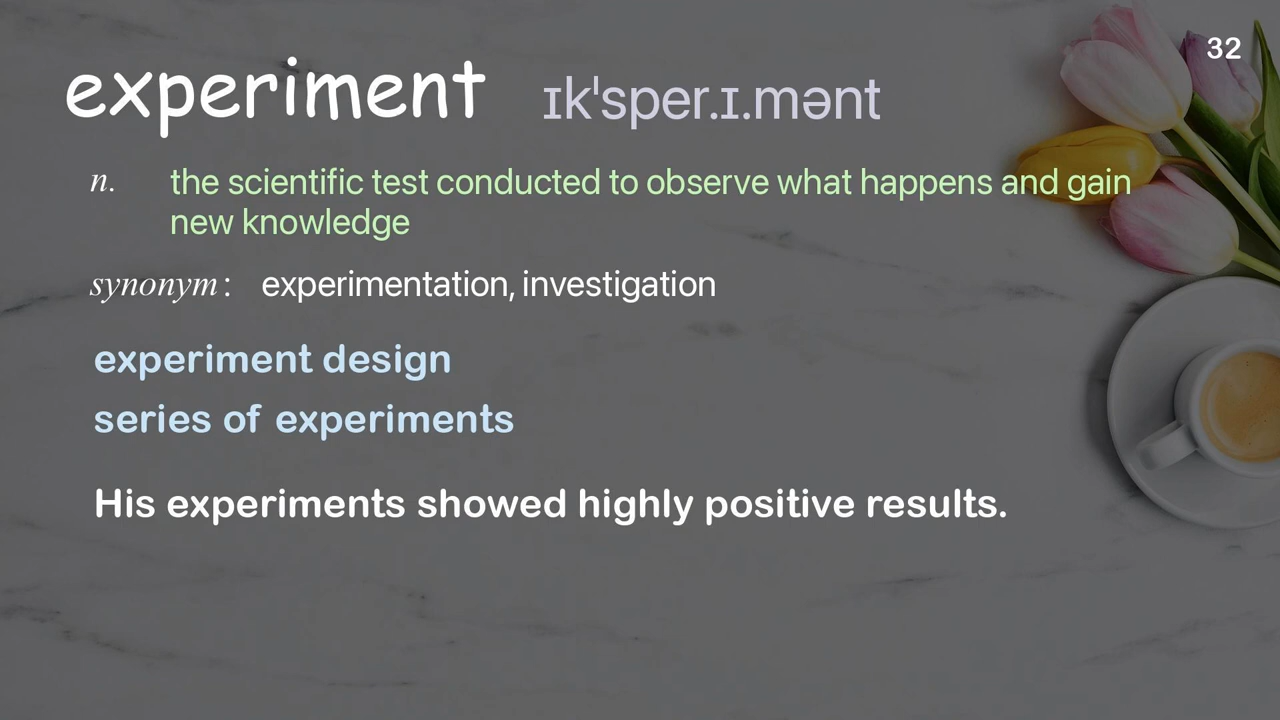 32
experiment ɪkˈsper.ɪ.mənt
n. the scientific test conducted to observe what happens and gain
new knowledge
synonym : experimentation, investigation
experiment design
series of experiments
His experiments showed highly positive results.